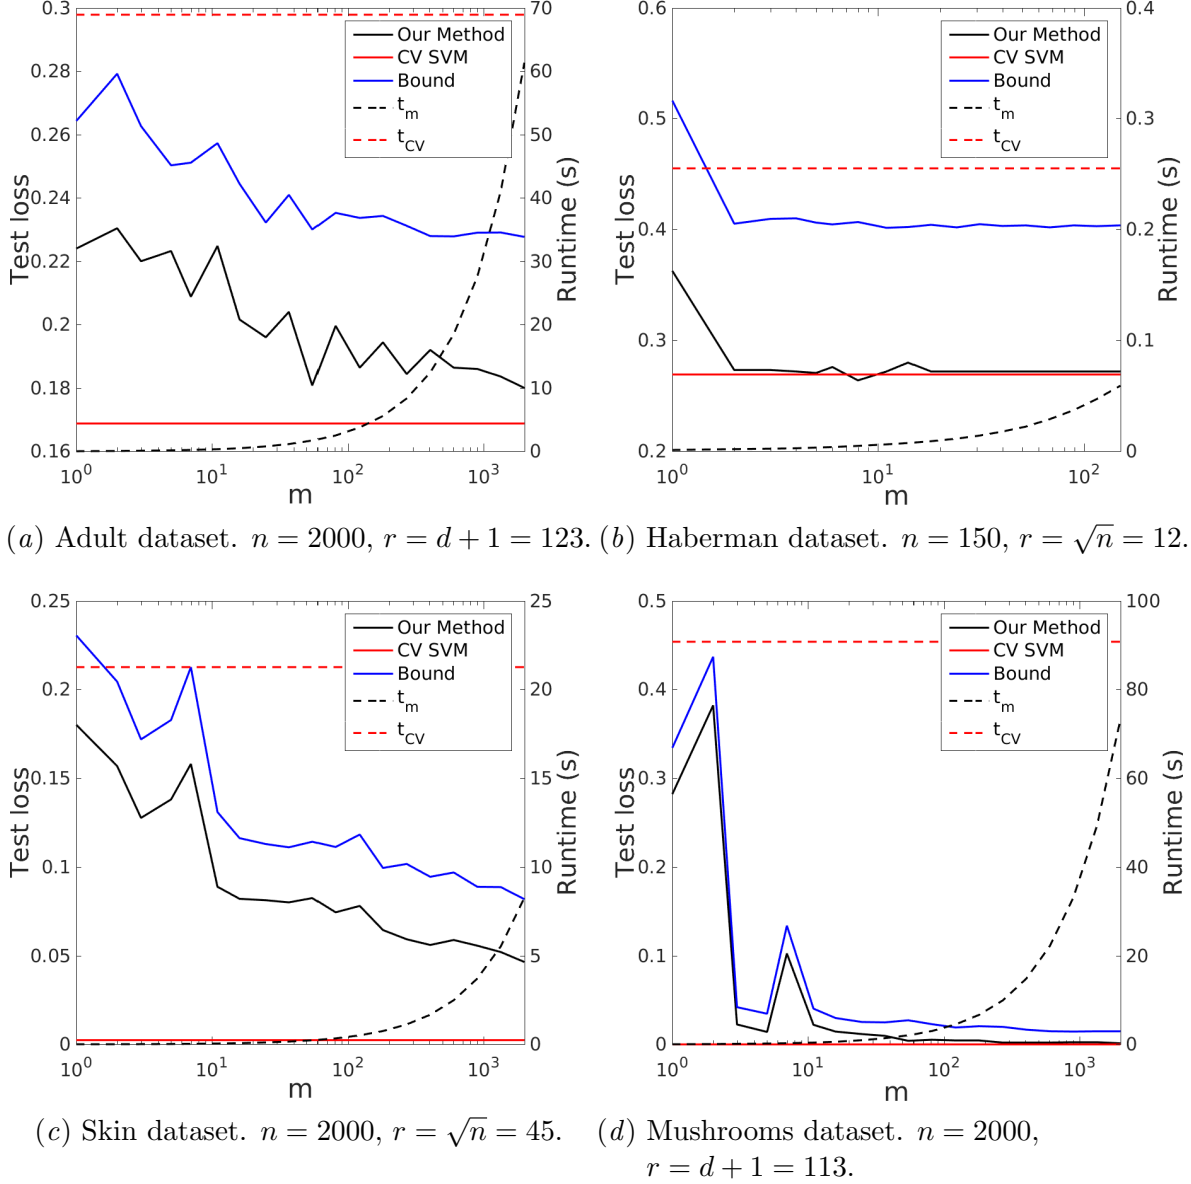 0.3
0.28
0.26
0.24
0.22
0.2
0.18
0.16
Test loss
70
60
50
40
30
20
10
0
Runtime (s)
Our Method
CV SVM
Bound
t_m
t_CV
10^0 10^1 10^2 10^3
m
(a) Adult dataset. n = 2000, r = d + 1 = 123.
0.6
0.5
0.4
0.3
0.2
Test loss
0.4
0.3
0.2
0.1
0
Runtime (s)
Our Method
CV SVM
Bound
t_m
t_CV
10^0 10^1 10^2
m
(b) Haberman dataset. n = 150, r = √n = 12.
0.25
0.2
0.15
0.1
0.05
0
Test loss
25
20
15
10
5
0
Runtime (s)
Our Method
CV SVM
Bound
t_m
t_CV
10^0 10^1 10^2 10^3
m
(c) Skin dataset. n = 2000, r = √n = 45.
0.5
0.4
0.3
0.2
0.1
0
Test loss
100
80
60
40
20
0
Runtime (s)
Our Method
CV SVM
Bound
t_m
t_CV
10^0 10^1 10^2 10^3
m
(d) Mushrooms dataset. n = 2000,
r = d + 1 = 113.